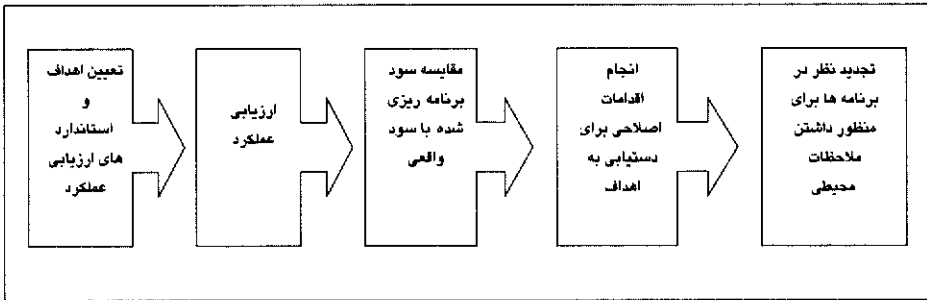 تعیین اهداف
و
استاندارد
های ارزیابی
عملکرد
ارزیابی
عملکرد
مقایسه سود
برنامه ریزی
شده با سود
واقعی
انجام
اقدامات
اصلاحی برای
دستیابی به
اهداف
تجدید نظر در
برنامه ها برای
منظور داشتن
ملاحظات
محیطی